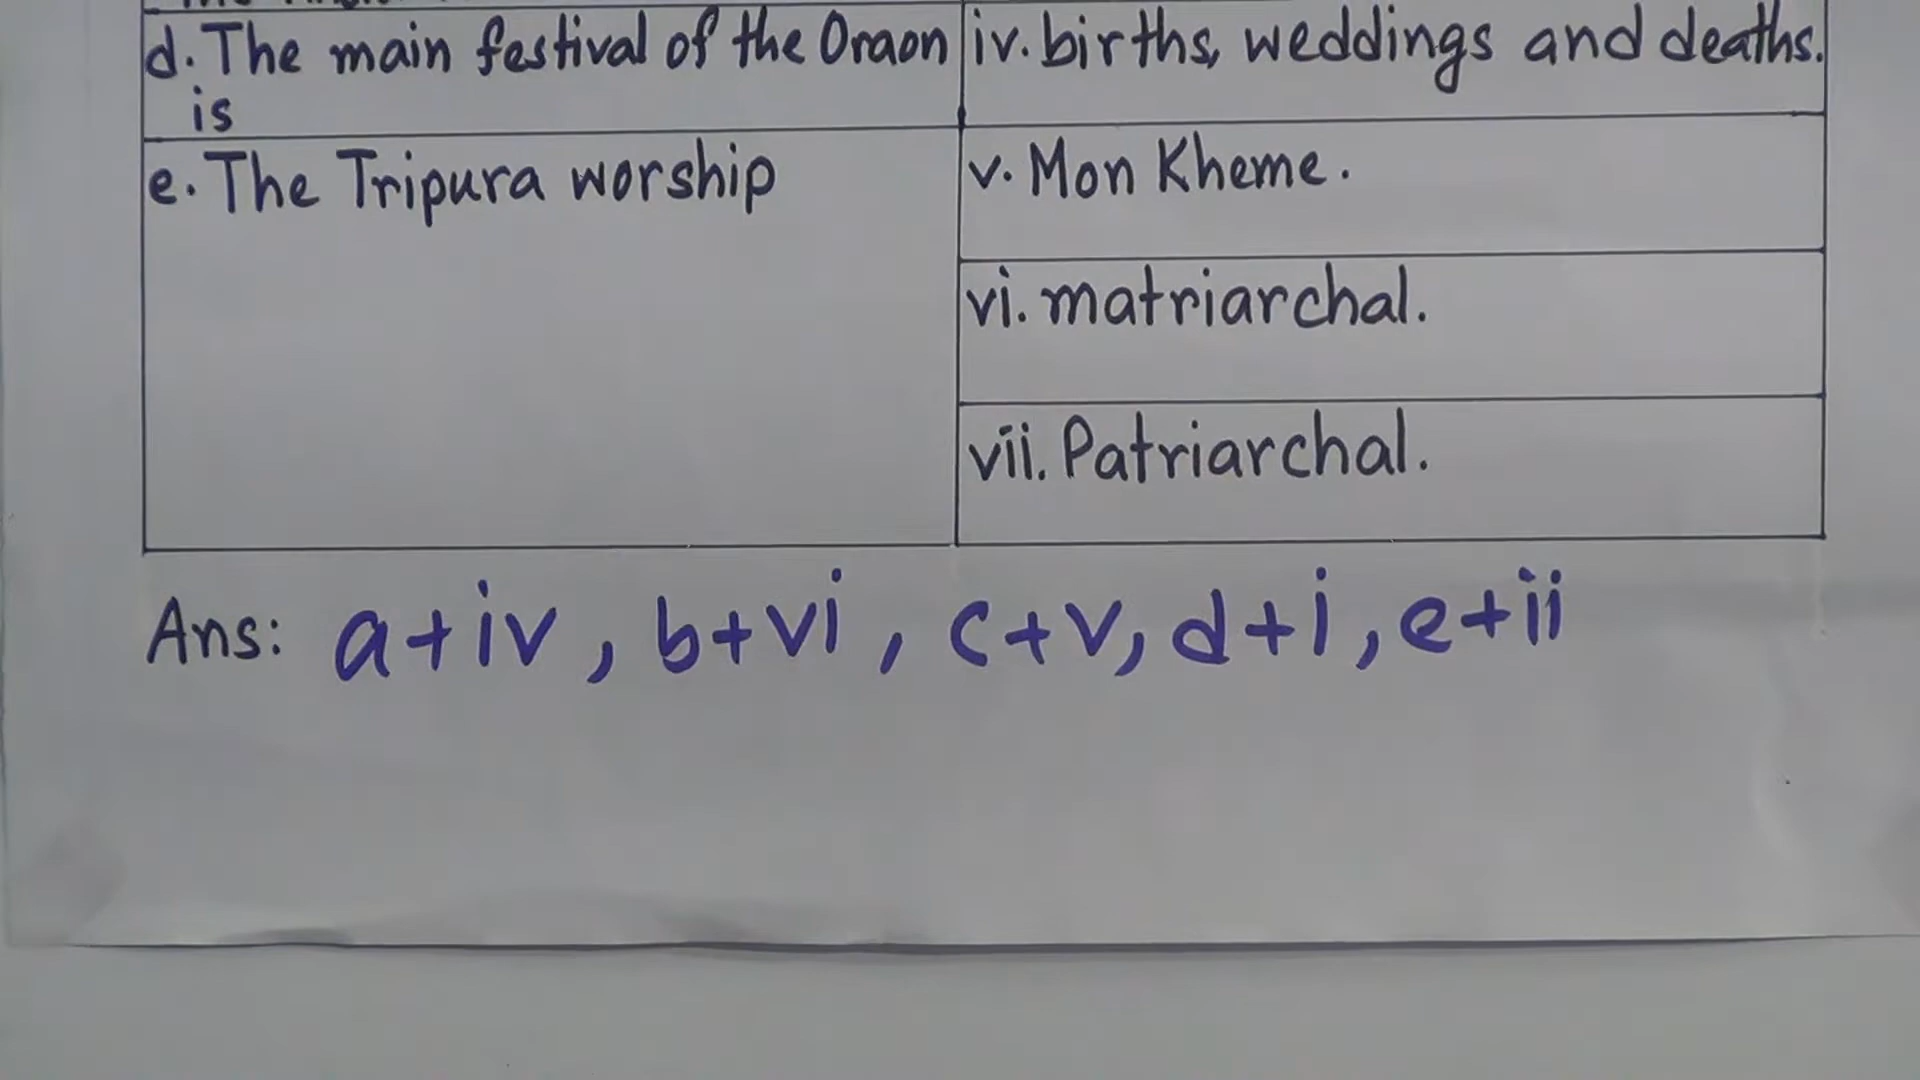 d. The main festival of the Oraon
is
iv. births, weddings and deaths.
e. The Tripura worship
v. Mon Kheme.
vi. matriarchal.
vii. Patriarchal.
Ans: a+iv, b+vi, c+v, d+i, e+ii